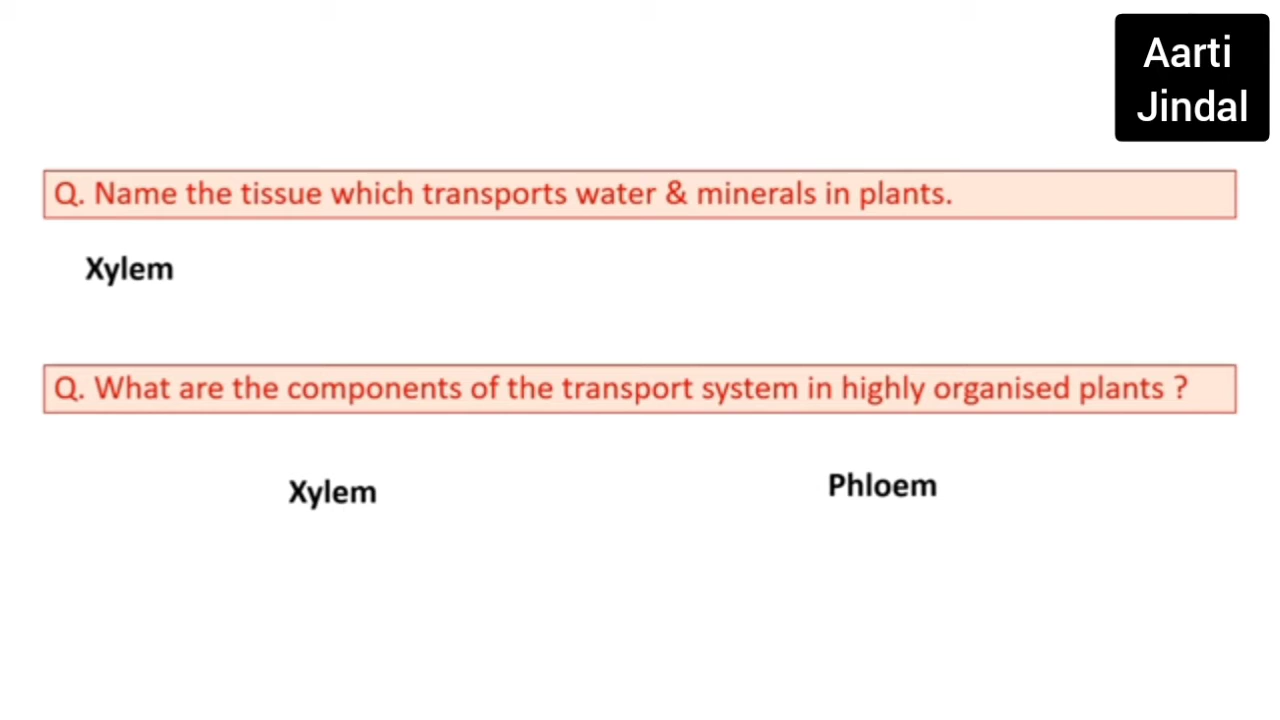 Aarti
Jindal
Q. Name the tissue which transports water & minerals in plants.
Xylem
Q. What are the components of the transport system in highly organised plants ?
Xylem
Phloem